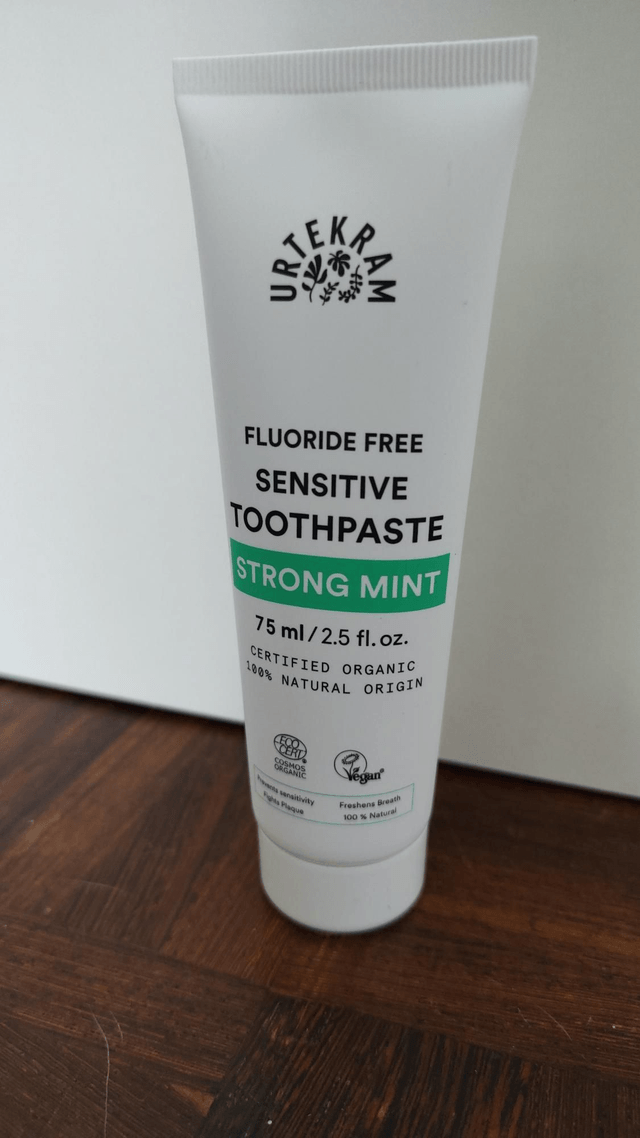 URTEKRAM
FLUORIDE FREE
SENSITIVE
TOOTHPASTE
STRONG MINT
75 ml / 2.5 fl. oz.
CERTIFIED ORGANIC
100% NATURAL ORIGIN
ECO
CERT®
COSMOS
ORGANIC
Vegan®
Prevents sensitivity
Fights Plaque
Freshens Breath
100 % Natural